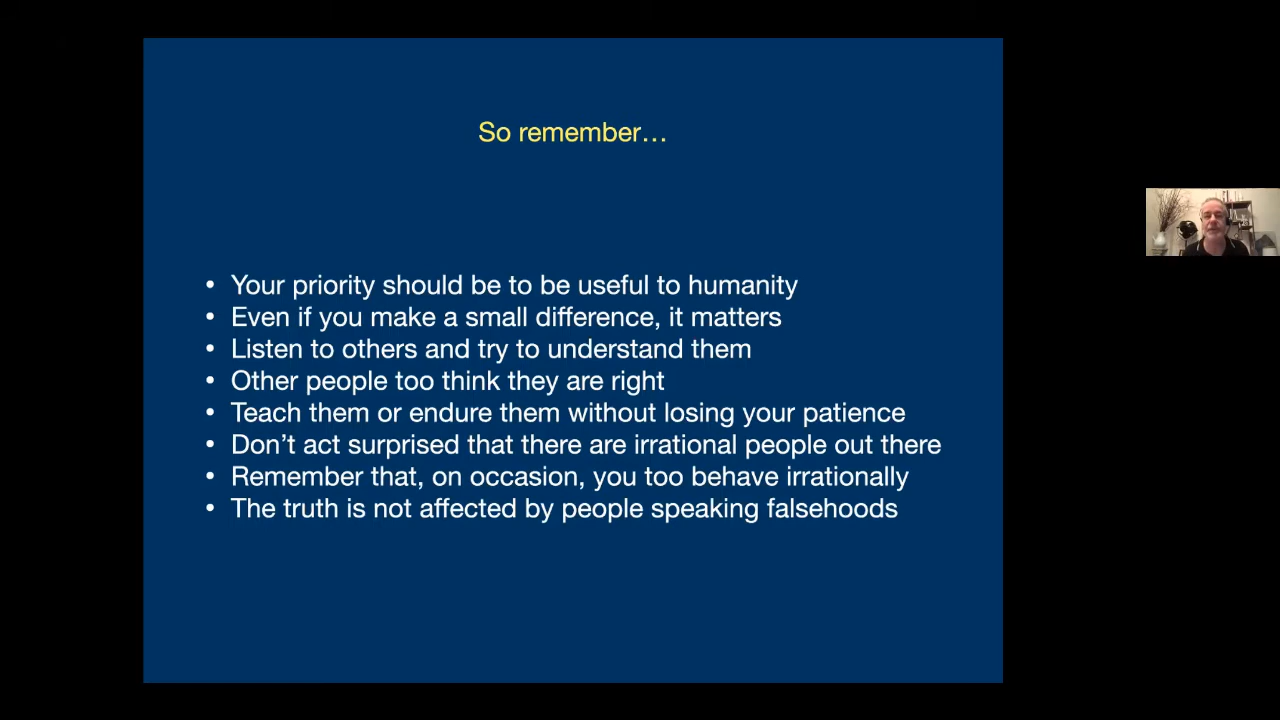 So remember…
• Your priority should be to be useful to humanity
• Even if you make a small difference, it matters
• Listen to others and try to understand them
• Other people too think they are right
• Teach them or endure them without losing your patience
• Don’t act surprised that there are irrational people out there
• Remember that, on occasion, you too behave irrationally
• The truth is not affected by people speaking falsehoods